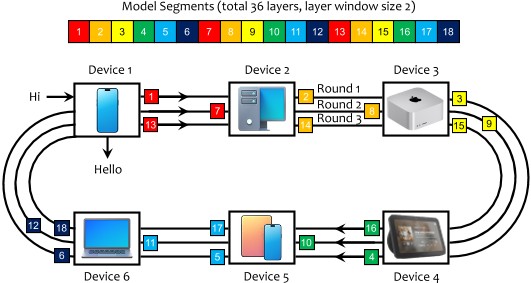 Model Segments (total 36 layers, layer window size 2)
1 2 3 4 5 6 7 8 9 10 11 12 13 14 15 16 17 18
Device 1 Device 2 Device 3
Hi
1 2 Round 1 3
7 Round 2 8 9
13 14 Round 3 15
Hello
12 18 17 16
11 10
6 5 4
Device 6 Device 5 Device 4